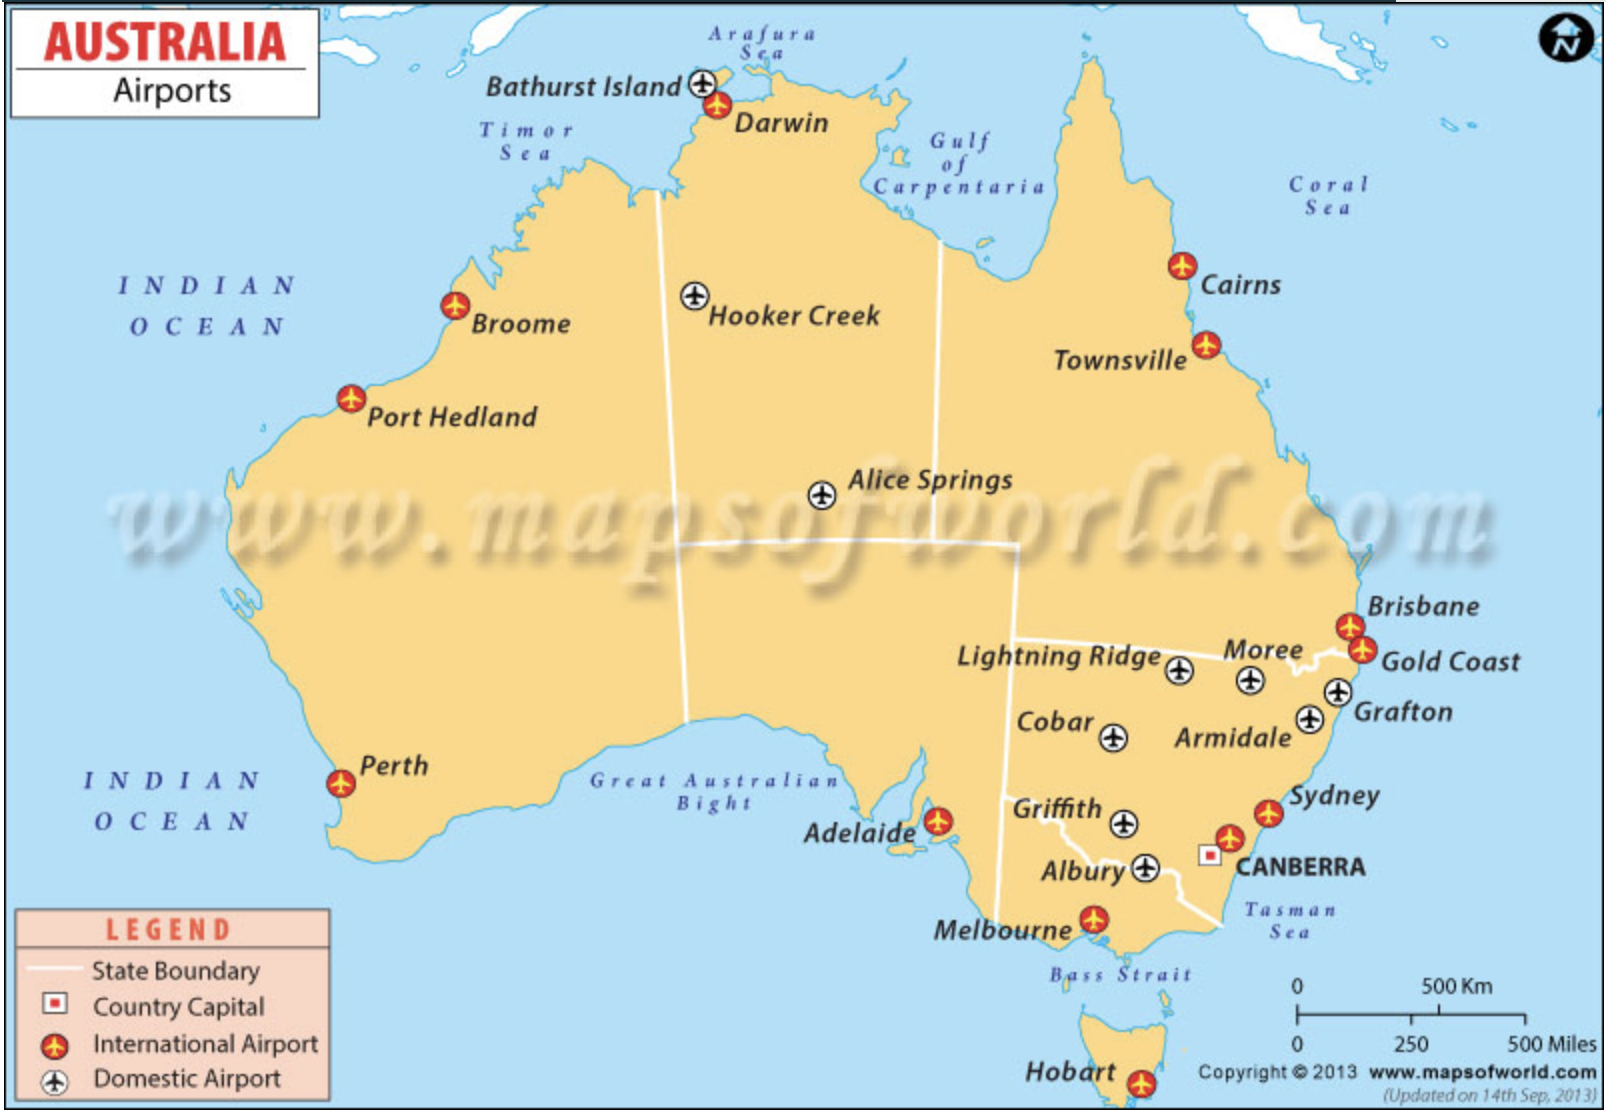 AUSTRALIA
Airports
Arafura
Sea
Bathurst Island
Darwin
Timor
Sea
Gulf
of
Carpentaria
Coral
Sea
N
INDIAN
OCEAN
Broome
Hooker Creek
Cairns
Townsville
Port Hedland
Alice Springs
www.mapsofworld.com
Brisbane
Lightning Ridge
Moree
Gold Coast
Grafton
Cobar
Armidale
Perth
INDIAN
OCEAN
Great Australian
Bight
Adelaide
Griffith
Sydney
Albury
CANBERRA
Melbourne
Tasman
Sea
Bass Strait
Hobart
LEGEND
State Boundary
Country Capital
International Airport
Domestic Airport
0 500 Km
0 250 500 Miles
Copyright © 2013 www.mapsofworld.com
(Updated on 14th Sep, 2013)